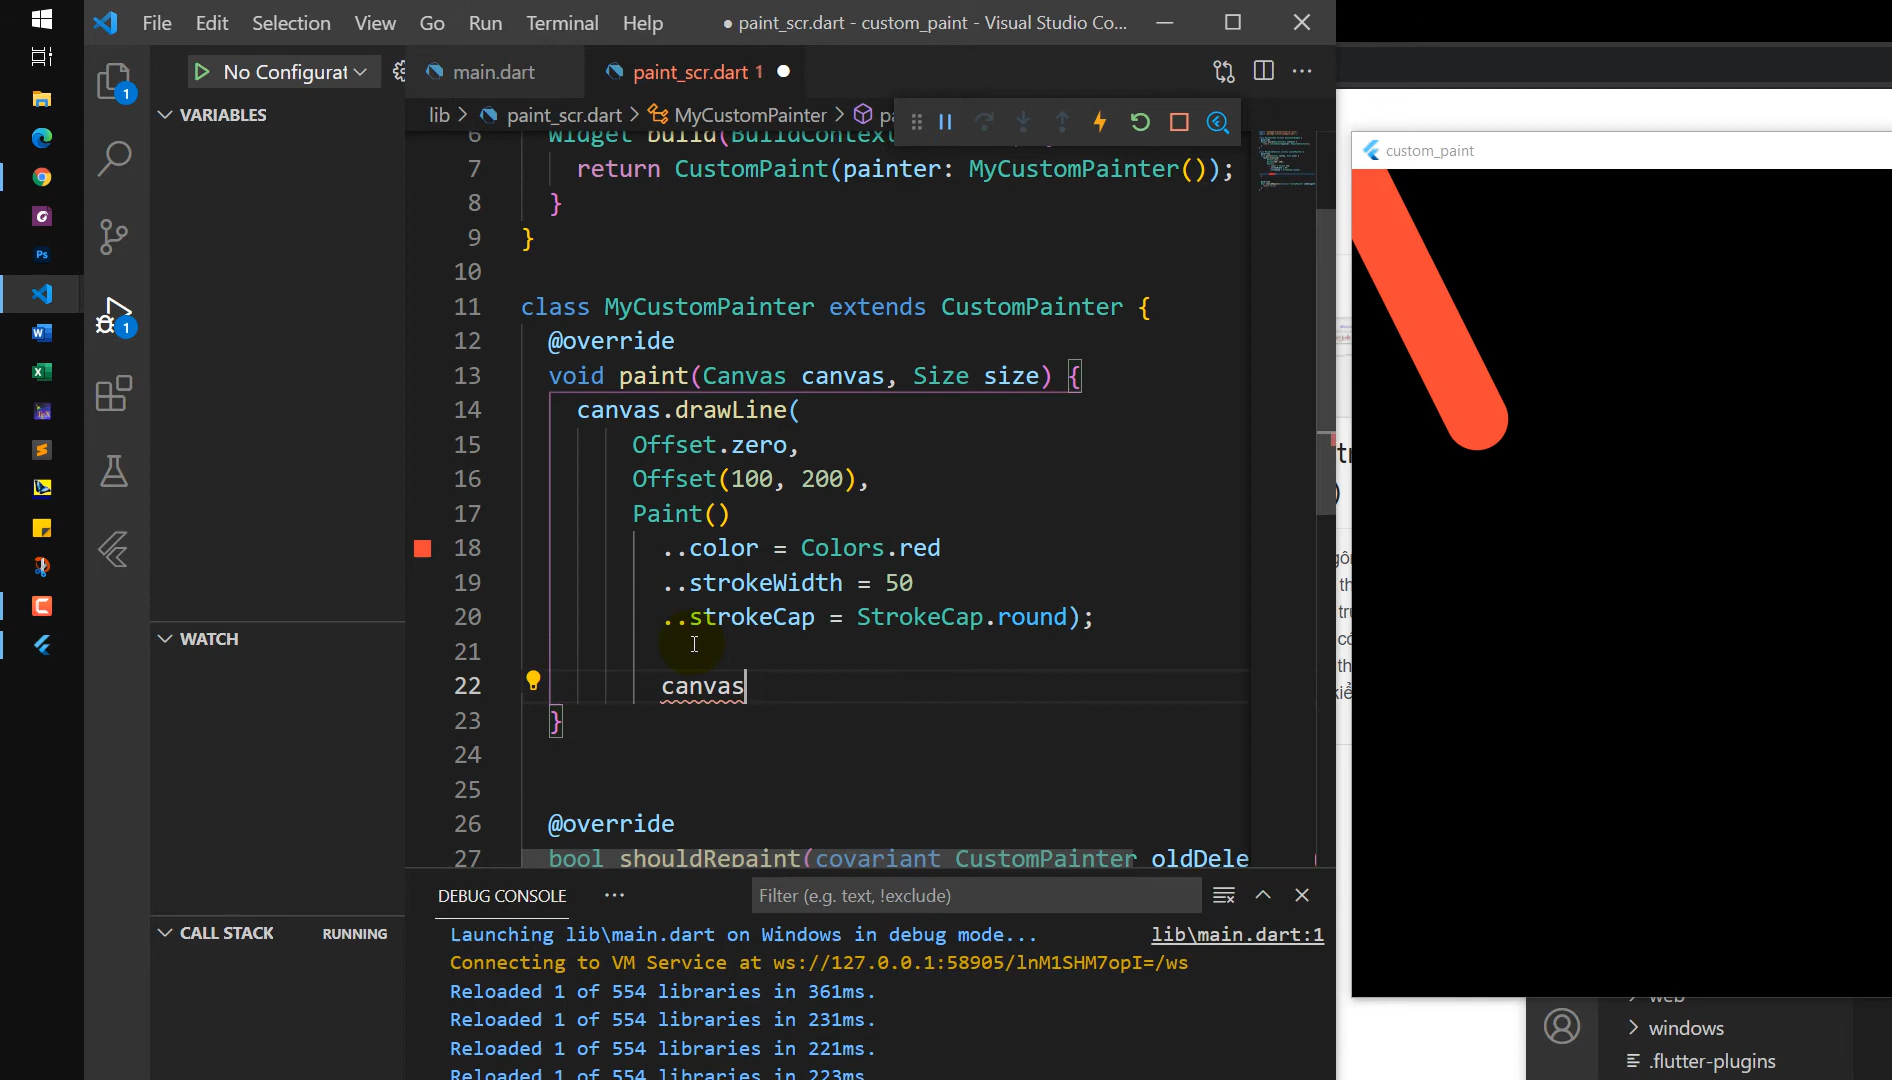 File Edit Selection View Go Run Terminal Help
● paint_scr.dart - custom_paint - Visual Studio Co...
No Configurat
main.dart
paint_scr.dart 1
VARIABLES
lib > paint_scr.dart > MyCustomPainter >
6 Widget build(BuildContex
7 return CustomPaint(painter: MyCustomPainter());
8 }
9 }
10
11 class MyCustomPainter extends CustomPainter {
12 @override
13 void paint(Canvas canvas, Size size) {
14 canvas.drawLine(
15 Offset.zero,
16 Offset(100, 200),
17 Paint()
18 ..color = Colors.red
19 ..strokeWidth = 50
20 ..strokeCap = StrokeCap.round);
21
22 canvas
23 }
24
25
26 @override
27 bool shouldRepaint(covariant CustomPainter oldDele
WATCH
CALL STACK RUNNING
DEBUG CONSOLE
Filter (e.g. text, !exclude)
Launching lib\main.dart on Windows in debug mode... lib\main.dart:1
Connecting to VM Service at ws://127.0.0.1:58905/lnM1SHM7opI=/ws
Reloaded 1 of 554 libraries in 361ms.
Reloaded 1 of 554 libraries in 231ms.
Reloaded 1 of 554 libraries in 221ms.
Reloaded 1 of 554 libraries in 223ms.
custom_paint
web
windows
.flutter-plugins